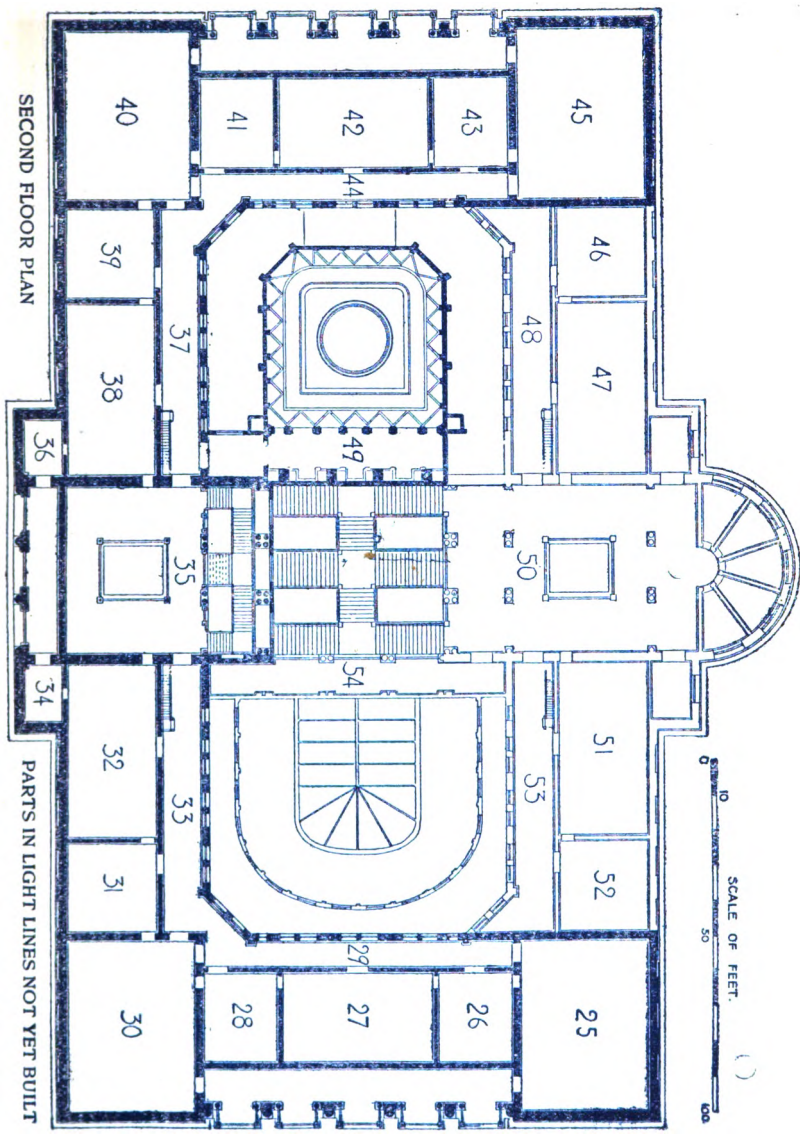 SCALE OF FEET.
0 10 50 100
45 46 47 51 52 25
48 50 53
43 26
42 27
44 49 54 29
41 28
37 35 33
40 39 38 32 31 30
36 34
SECOND FLOOR PLAN
PARTS IN LIGHT LINES NOT YET BUILT